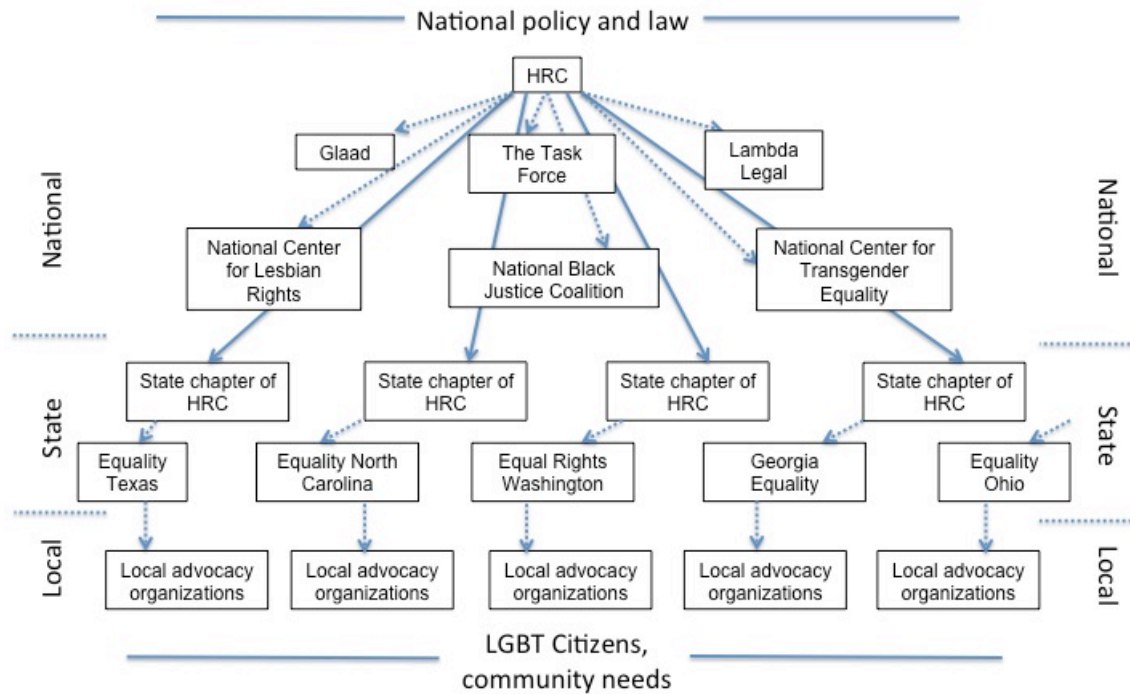 National policy and law
HRC
Glaad
The Task
Force
Lambda
Legal
National
National
National Center
for Lesbian
Rights
National Black
Justice Coalition
National Center for
Transgender
Equality
State chapter of
HRC
State chapter of
HRC
State chapter of
HRC
State chapter of
HRC
State
State
Equality
Texas
Equality North
Carolina
Equal Rights
Washington
Georgia
Equality
Equality
Ohio
Local
Local
Local advocacy
organizations
Local advocacy
organizations
Local advocacy
organizations
Local advocacy
organizations
Local advocacy
organizations
LGBT Citizens,
community needs